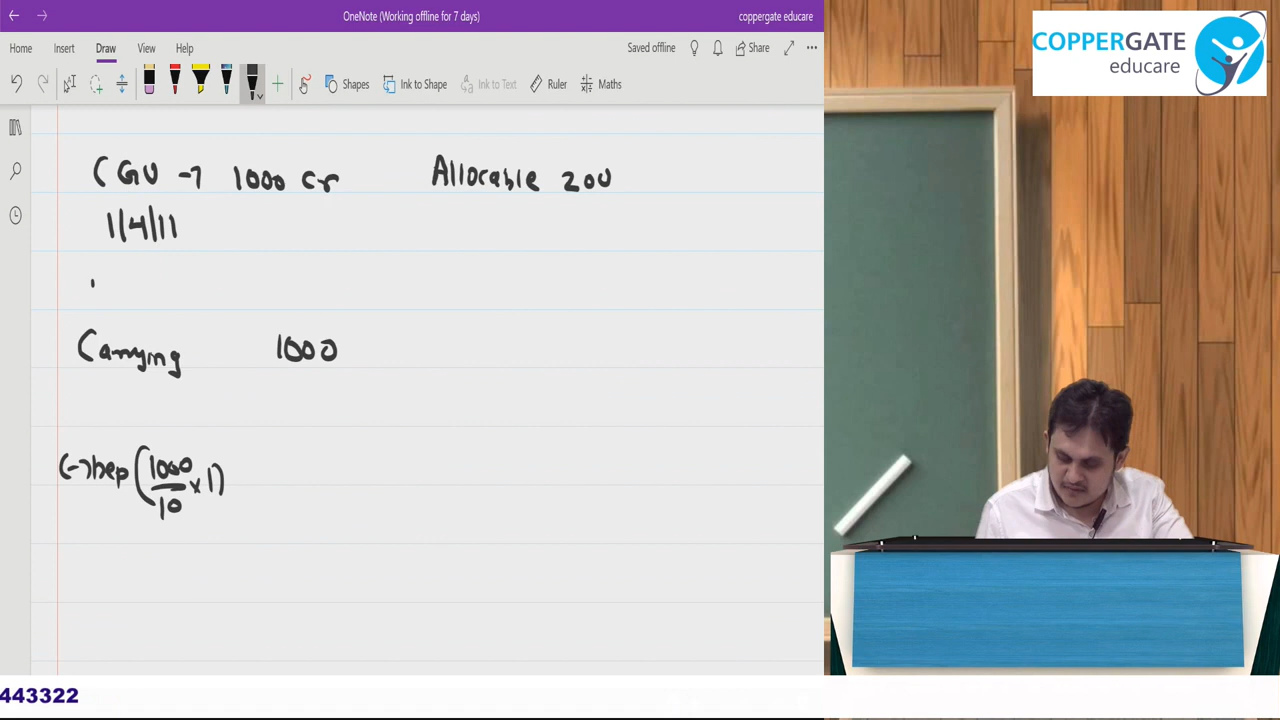 OneNote (Working offline for 7 days)
coppergate educare
Home Insert Draw View Help
Saved offline Share
Shapes Ink to Shape Ink to Text Ruler Maths
COPPERGATE
educare
CGU → 1000 Cr Allocable 200
1/4/11
Carrying 1000
(-) Dep (1000/10 × 1)
443322